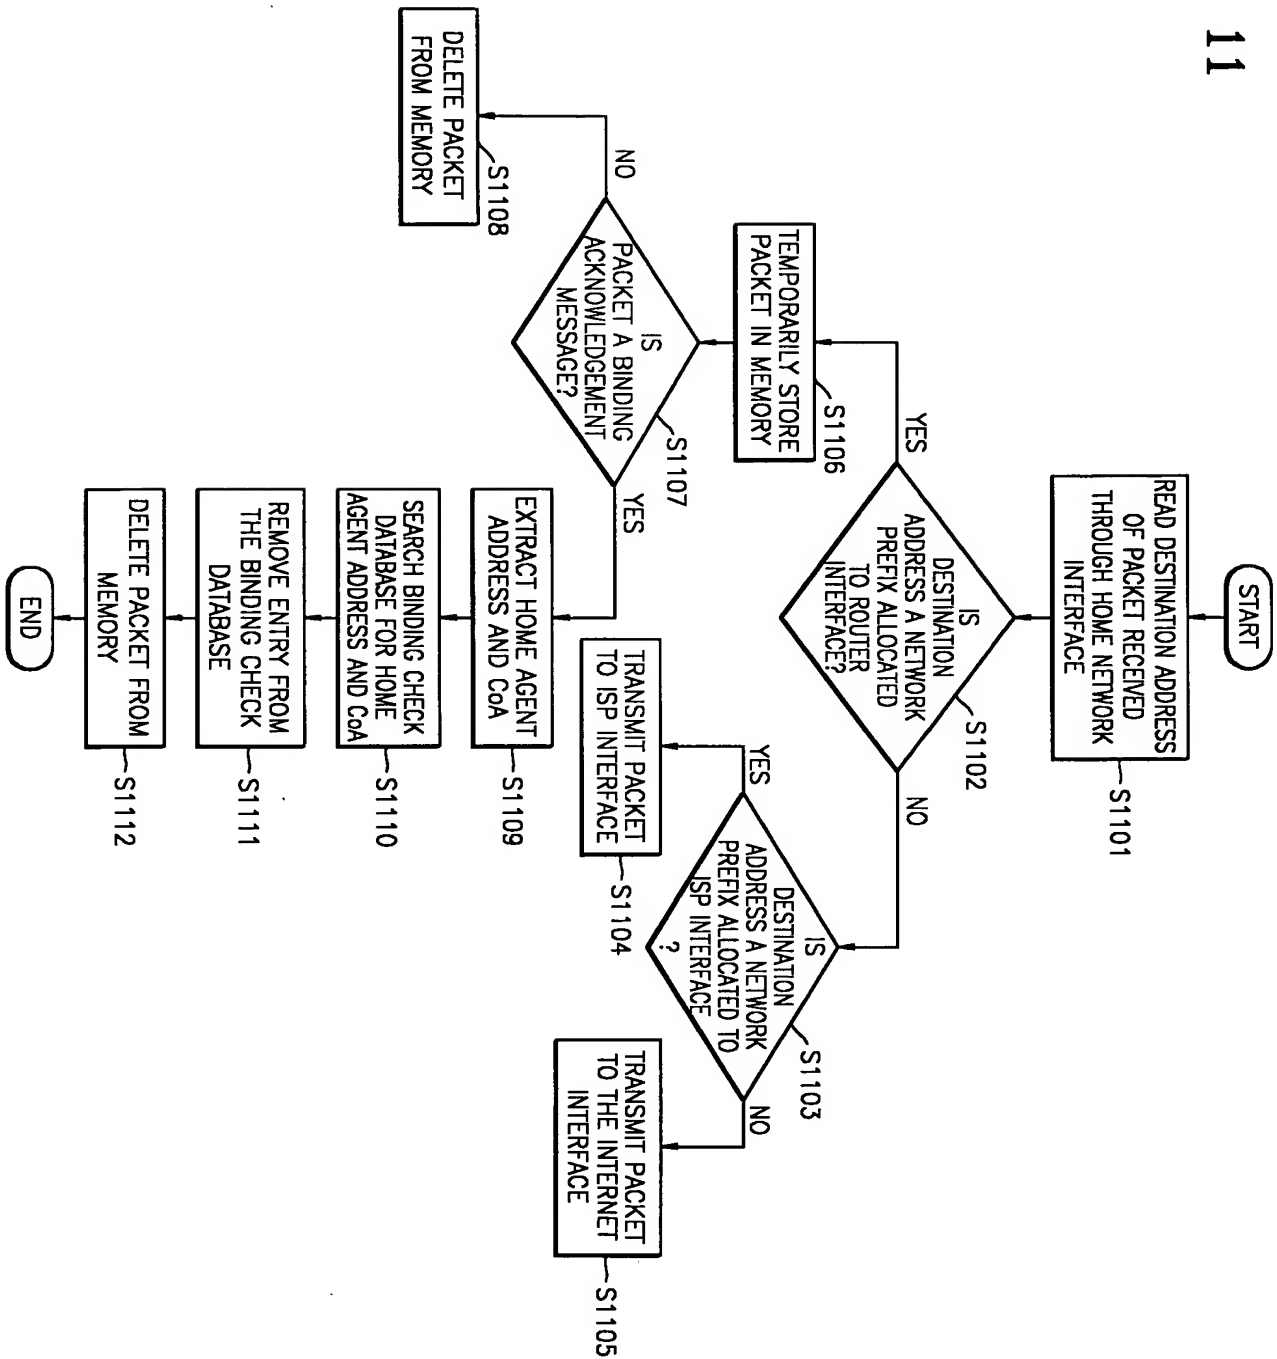 11
START
READ DESTINATION ADDRESS
OF PACKET RECEIVED
THROUGH HOME NETWORK
INTERFACE
S1101
IS
DESTINATION
ADDRESS A NETWORK
PREFIX ALLOCATED
TO ROUTER
INTERFACE?
S1102
YES
NO
TEMPORARILY STORE
PACKET IN MEMORY
S1106
IS
DESTINATION
ADDRESS A NETWORK
PREFIX ALLOCATED TO
ISP INTERFACE
?
S1103
YES
NO
TRANSMIT PACKET
TO ISP INTERFACE
S1104
TRANSMIT PACKET
TO THE INTERNET
INTERFACE
S1105
IS
PACKET A BINDING
ACKNOWLEDGEMENT
MESSAGE?
S1107
NO
YES
DELETE PACKET
FROM MEMORY
S1108
EXTRACT HOME AGENT
ADDRESS AND CoA
S1109
SEARCH BINDING CHECK
DATABASE FOR HOME
AGENT ADDRESS AND CoA
S1110
REMOVE ENTRY FROM
THE BINDING CHECK
DATABASE
S1111
DELETE PACKET FROM
MEMORY
S1112
END